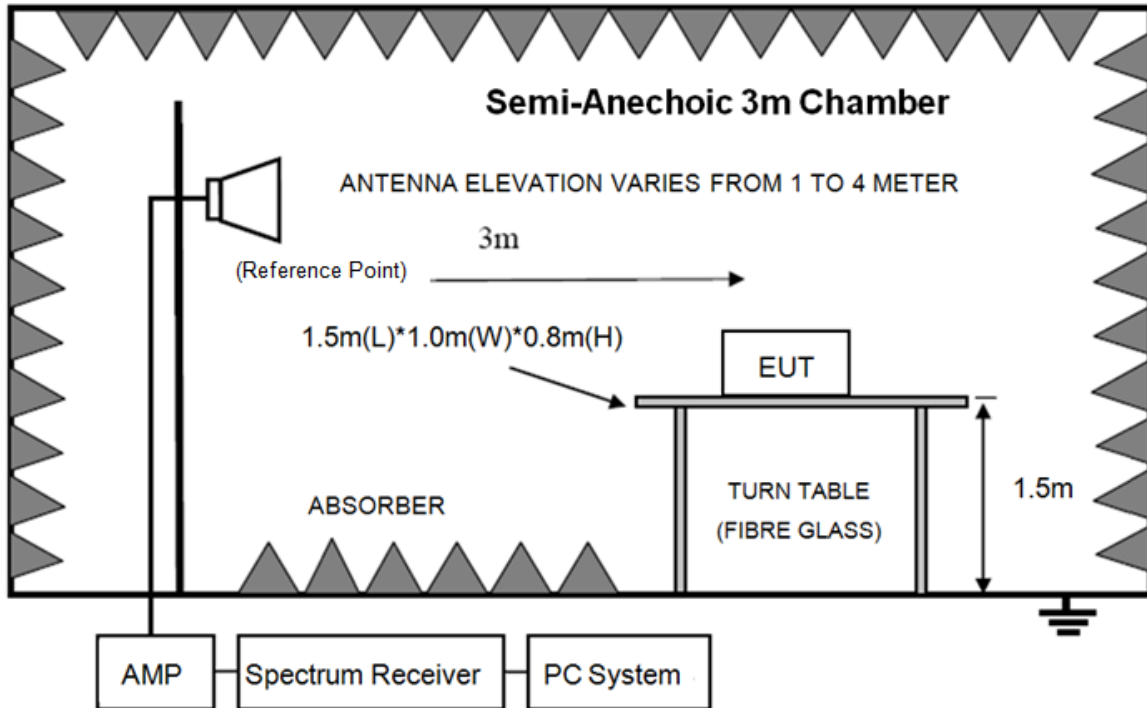 Semi-Anechoic 3m Chamber
ANTENNA ELEVATION VARIES FROM 1 TO 4 METER
3m
(Reference Point)
1.5m(L)*1.0m(W)*0.8m(H)
EUT
ABSORBER
TURN TABLE
(FIBRE GLASS)
1.5m
AMP
Spectrum Receiver
PC System